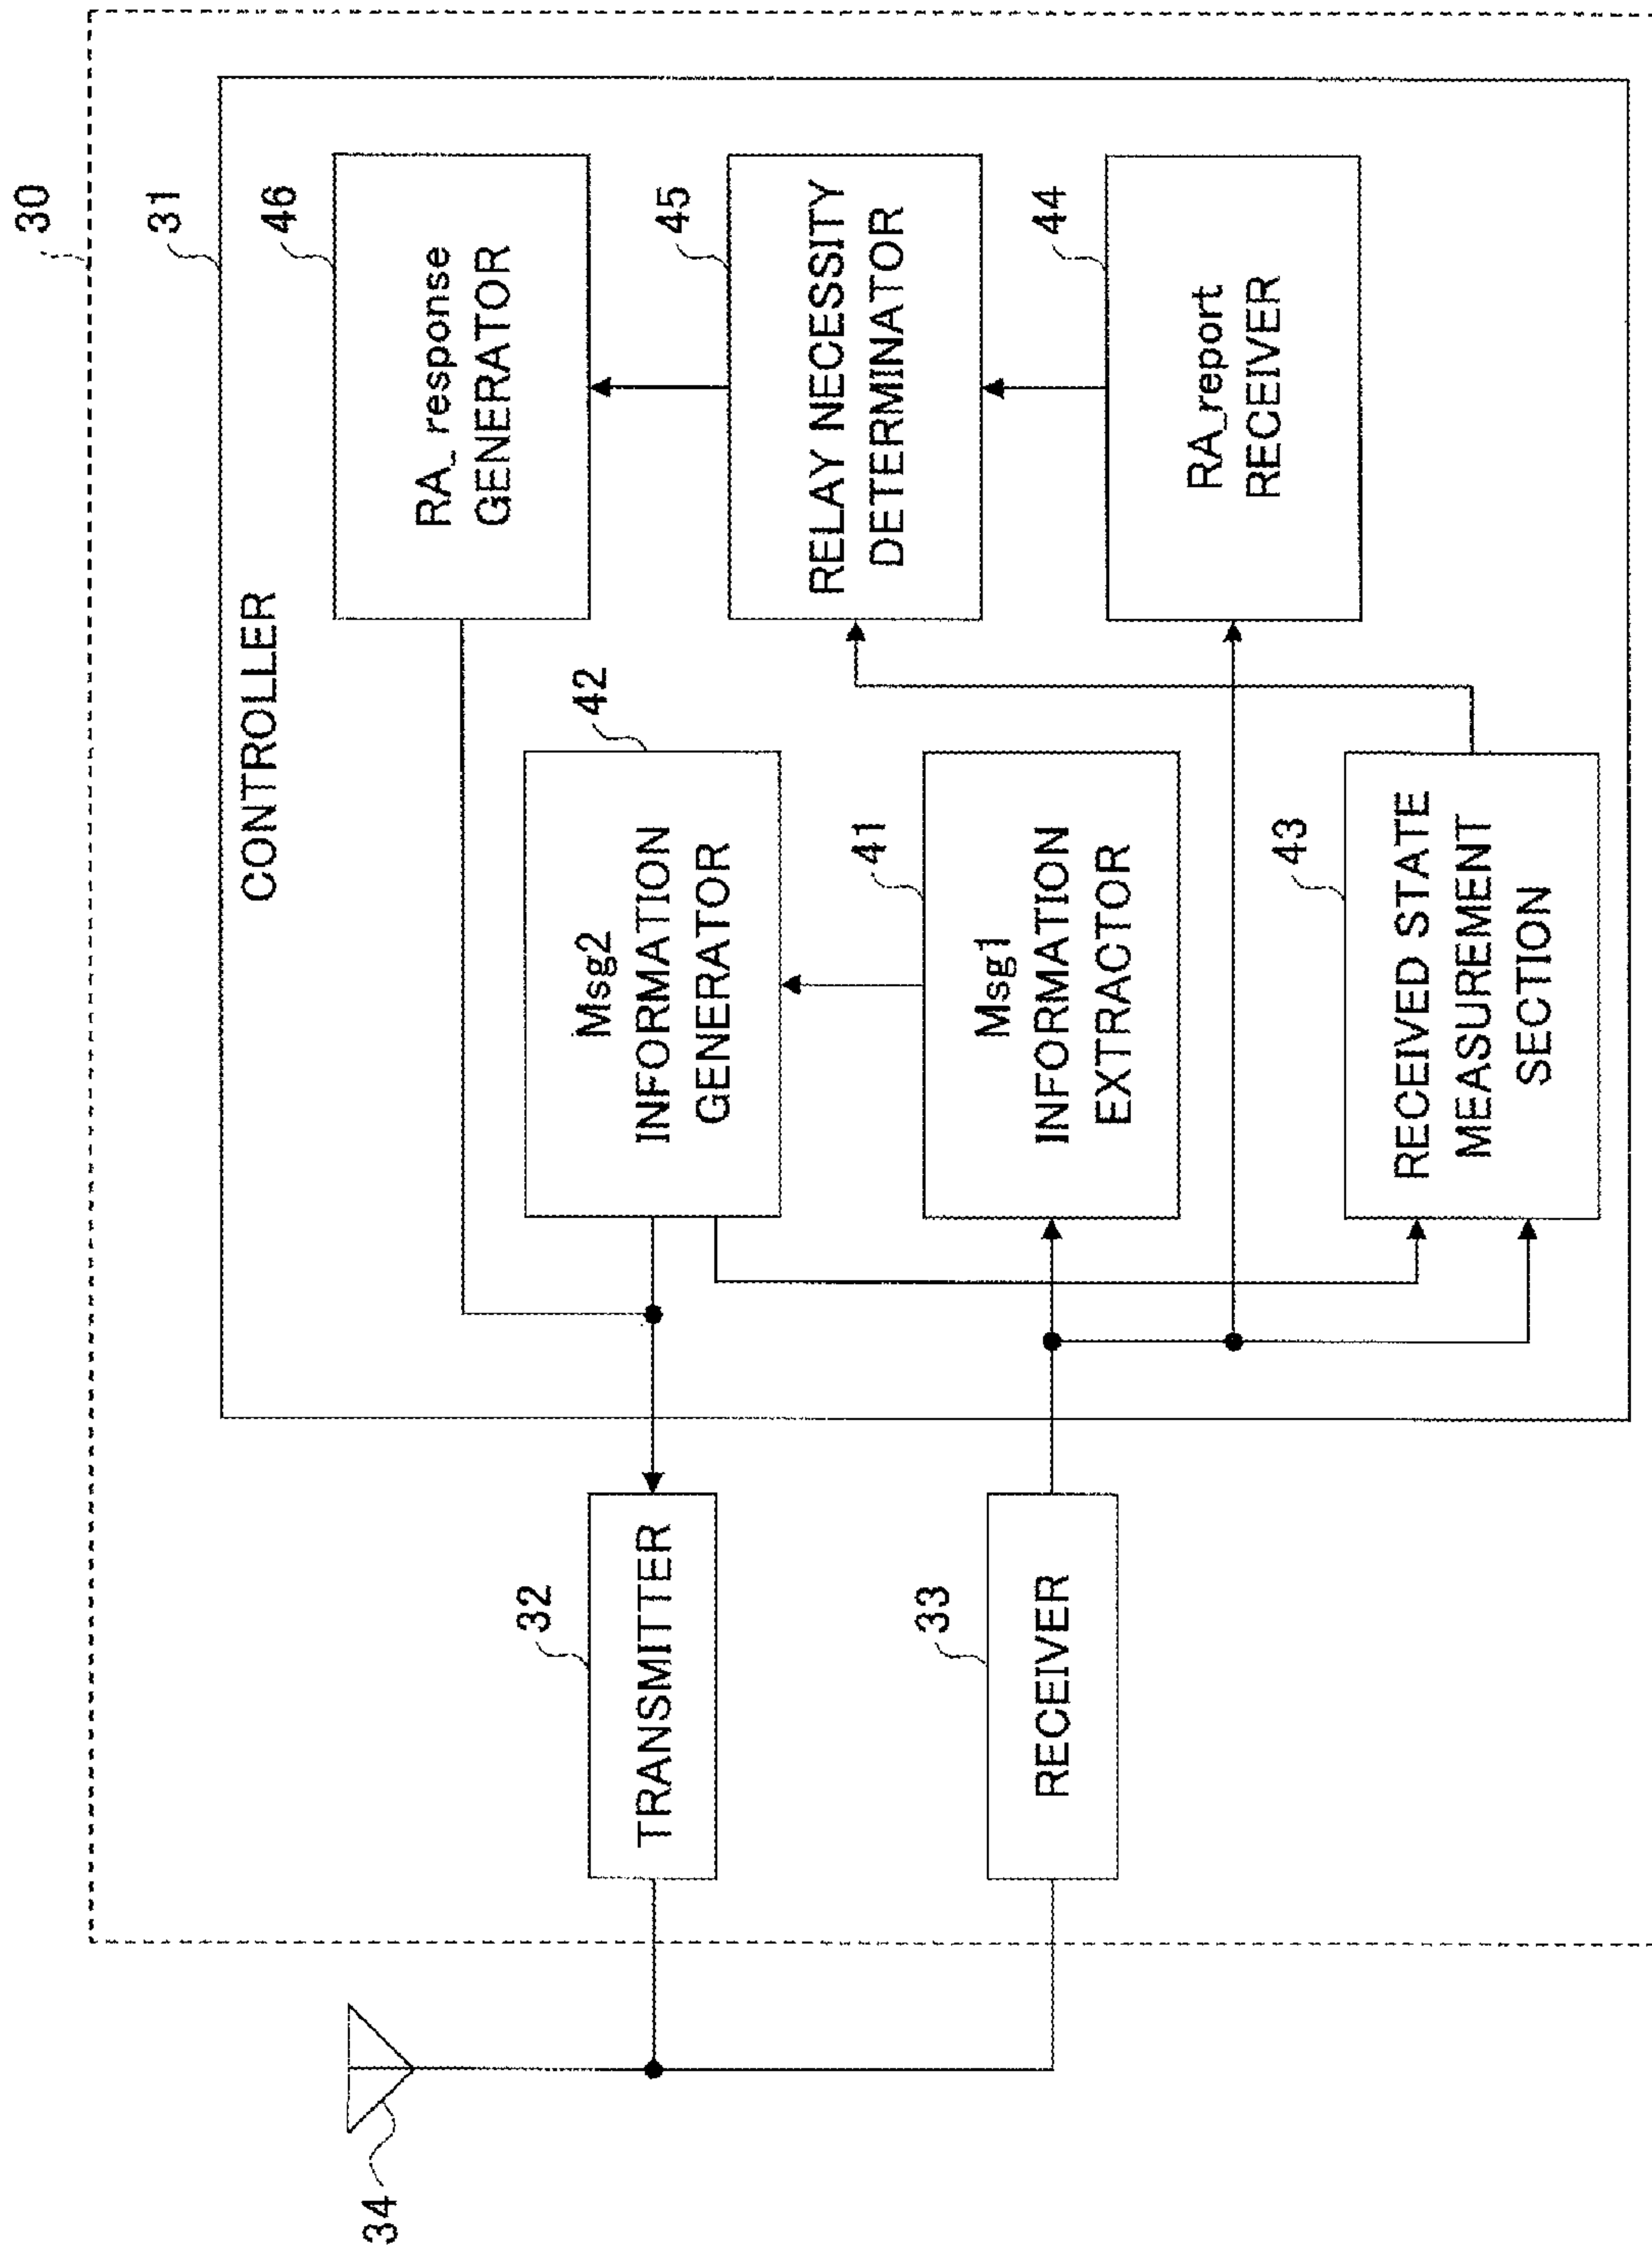 30
31
CONTROLLER
46
RA_response
GENERATOR
42
Msg2
INFORMATION
GENERATOR
45
RELAY NECESSITY
DETERMINATOR
32
TRANSMITTER
41
Msg1
INFORMATION
EXTRACTOR
44
RA_report
RECEIVER
33
RECEIVER
43
RECEIVED STATE
MEASUREMENT
SECTION
34